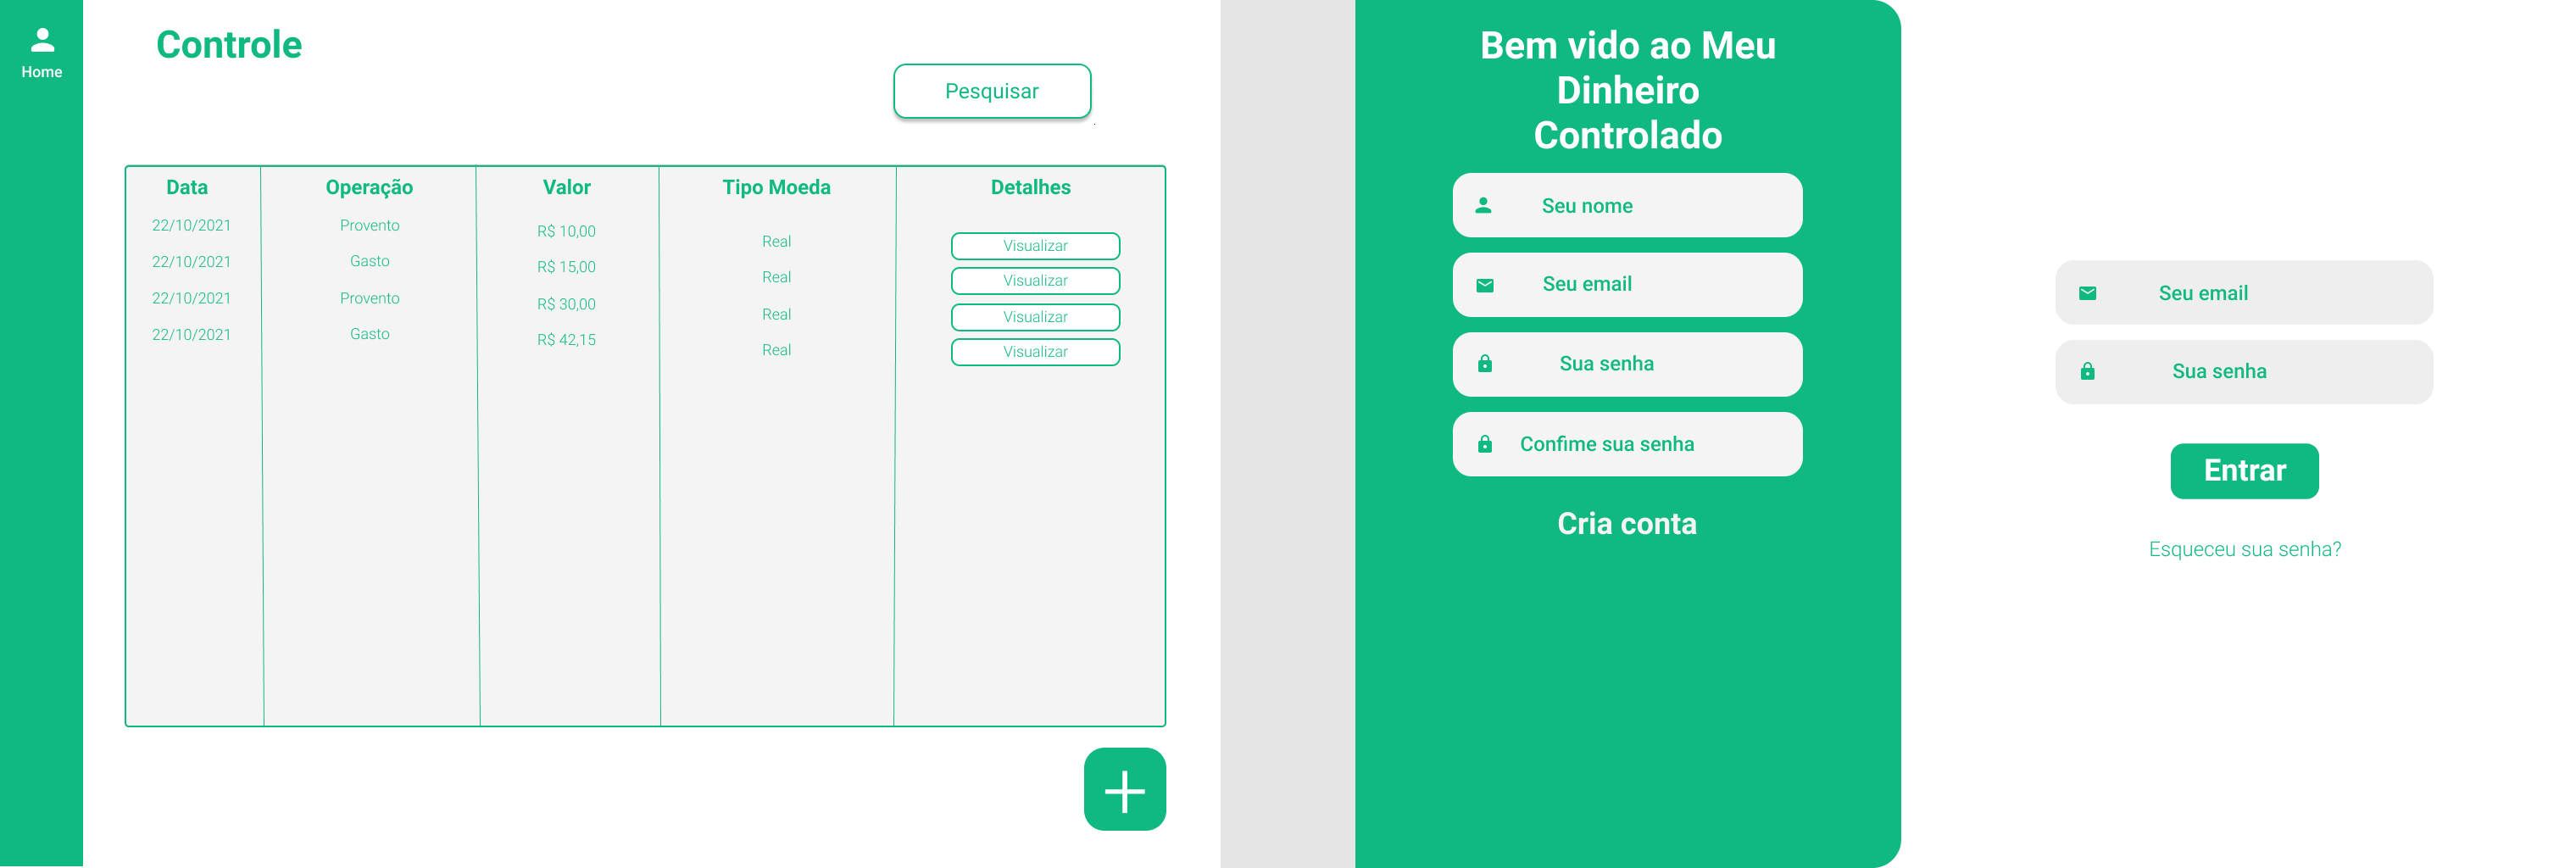 Home
Controle
Pesquisar
Data Operação Valor Tipo Moeda Detalhes
22/10/2021 Provento R$ 10,00 Real Visualizar
22/10/2021 Gasto R$ 15,00 Real Visualizar
22/10/2021 Provento R$ 30,00 Real Visualizar
22/10/2021 Gasto R$ 42,15 Real Visualizar
Bem vido ao Meu
Dinheiro
Controlado
Seu nome
Seu email
Sua senha
Confime sua senha
Cria conta
Seu email
Sua senha
Entrar
Esqueceu sua senha?